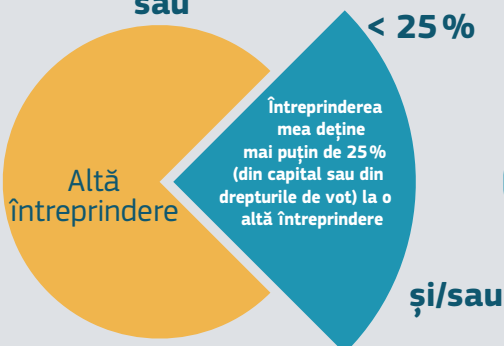 sau
< 25 %
Întreprinderea
mea deține
mai puțin de 25 %
(din capital sau din
drepturile de vot) la o
altă întreprindere
Altă
întreprindere
și/sau